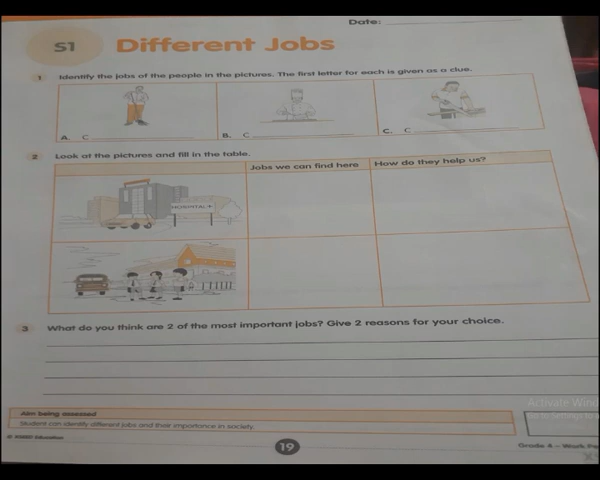 Date:
S1 Different Jobs
1 Identify the jobs of the people in the pictures. The first letter for each is given as a clue.
A. C
B. C
C. C
2 Look at the pictures and fill in the table.
Jobs we can find here
How do they help us?
HOSPITAL+
3 What do you think are 2 of the most important jobs? Give 2 reasons for your choice.
Activate Wind
Aim being assessed
Student can identify different jobs and their importance in society.
Education
19
Grade 4 – Work Pa